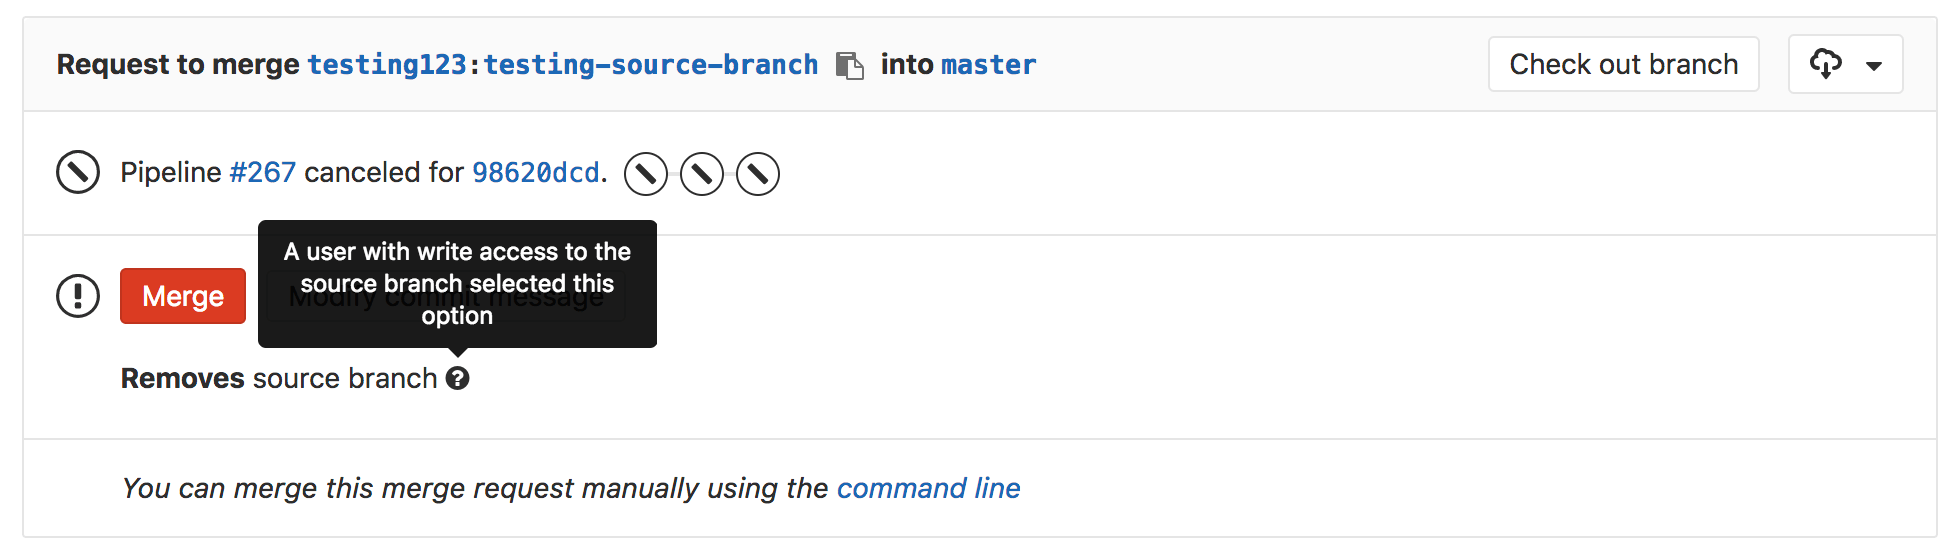 Request to merge testing123:testing-source-branch into master
Check out branch
Pipeline #267 canceled for 98620dcd.
A user with write access to the
source branch selected this
option
Merge
Modify commit message
Removes source branch
You can merge this merge request manually using the command line